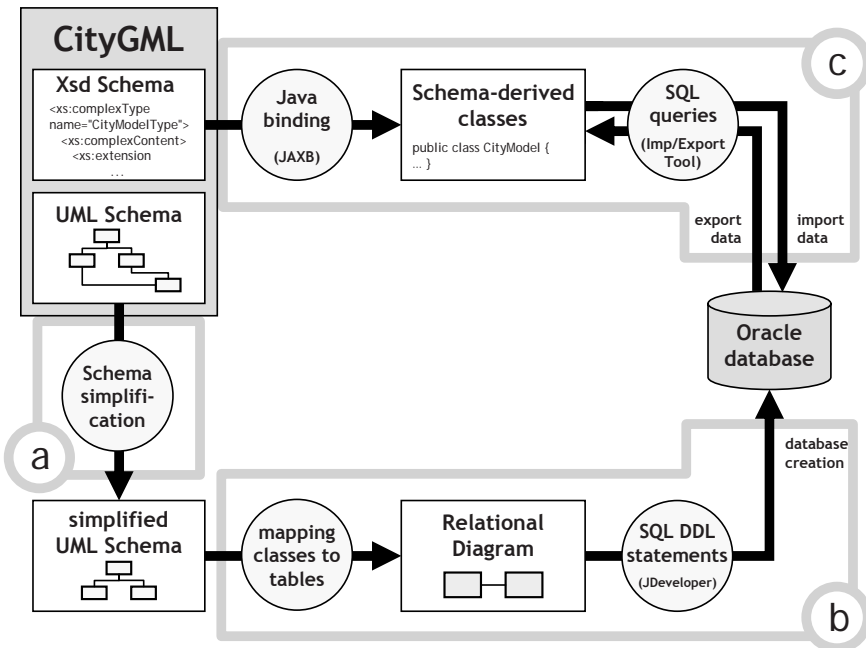 CityGML
Xsd Schema
<xs:complexType
name="CityModelType">
<xs:complexContent>
<xs:extension
...
UML Schema
Java
binding
(JAXB)
Schema-derived
classes
public class CityModel {
... }
SQL
queries
(Imp/Export
Tool)
c
export
data
import
data
Oracle
database
Schema
simplifi-
cation
a
simplified
UML Schema
mapping
classes to
tables
Relational
Diagram
SQL DDL
statements
(JDeveloper)
database
creation
b